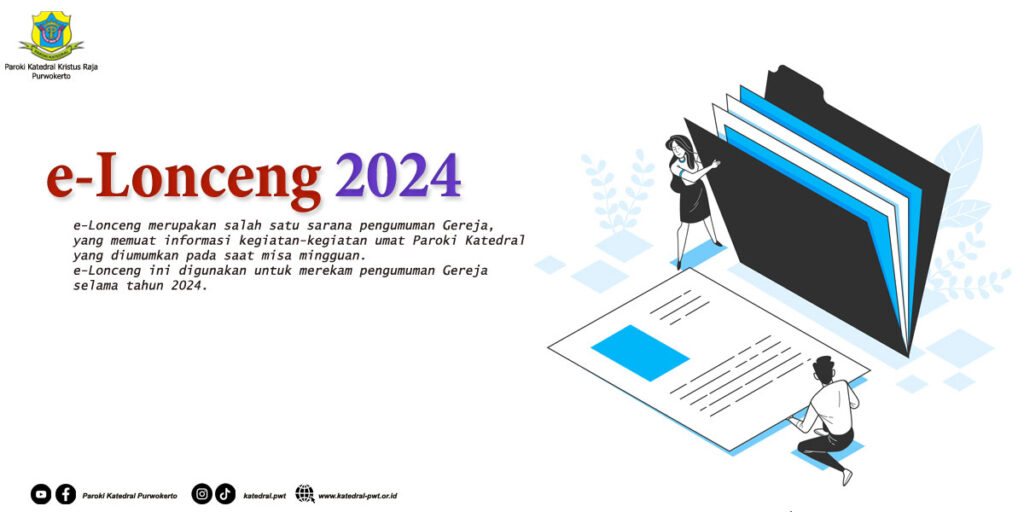 PAROKI KATEDRAL
Paroki Katedral Kristus Raja
Purwokerto
e-Lonceng 2024
e-Lonceng merupakan salah satu sarana pengumuman Gereja,
yang memuat informasi kegiatan-kegiatan umat Paroki Katedral
yang diumumkan pada saat misa mingguan.
e-Lonceng ini digunakan untuk merekam pengumuman Gereja
selama tahun 2024.
Paroki Katedral Purwokerto katedral.pwt www.katedral-pwt.or.id